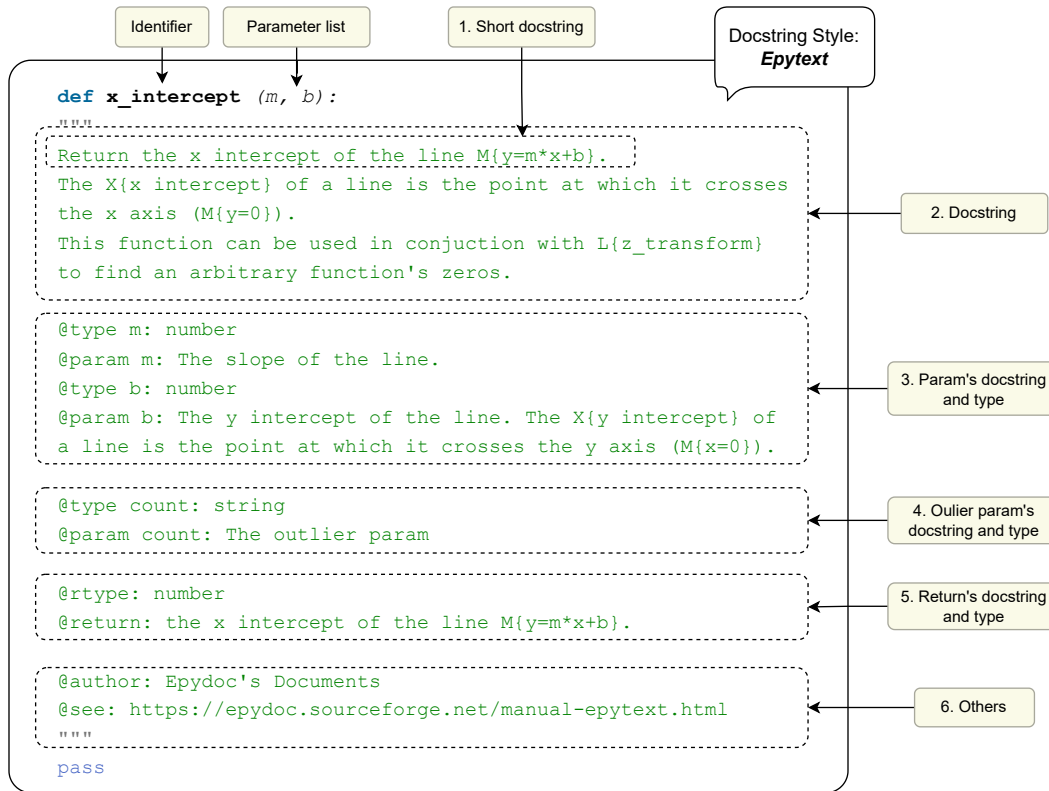 Identifier
Parameter list
1. Short docstring
Docstring Style:
Epytext
def x_intercept (m, b):
"""
Return the x intercept of the line M{y=m*x+b}.
The X{x intercept} of a line is the point at which it crosses
the x axis (M{y=0}).
This function can be used in conjuction with L{z_transform}
to find an arbitrary function's zeros.
2. Docstring
@type m: number
@param m: The slope of the line.
@type b: number
@param b: The y intercept of the line. The X{y intercept} of
a line is the point at which it crosses the y axis (M{x=0}).
3. Param's docstring
and type
@type count: string
@param count: The outlier param
4. Oulier param's
docstring and type
@rtype: number
@return: the x intercept of the line M{y=m*x+b}.
5. Return's docstring
and type
@author: Epydoc's Documents
@see: https://epydoc.sourceforge.net/manual-epytext.html
"""
6. Others
pass